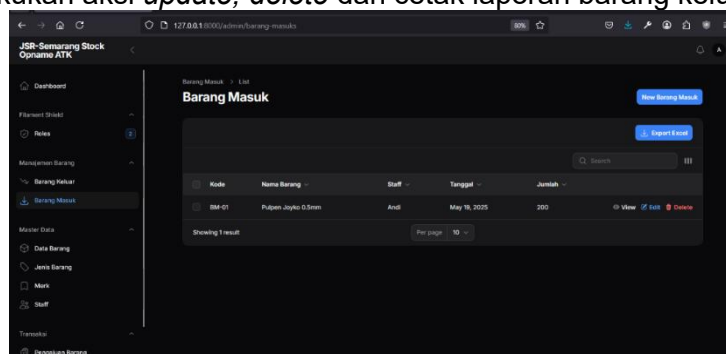 kukan aksi update, delete dan cetak laporan barang kelu
127.0.0.1:8000/admin/barang-masuks
80%
JSR-Semarang Stock
Opname ATK
A
Dashboard
Barang Masuk > List
Barang Masuk
New Barang Masuk
Filament Shield
Roles
Export Excel
Search
Manajemen Barang
Barang Keluar
Barang Masuk
Kode Nama Barang Staff Tanggal Jumlah
BM-01 Pulpen Joyko 0.5mm Andi May 19, 2025 200 View Edit Delete
Showing 1 result
Per page 10
Master Data
Data Barang
Jenis Barang
Merk
Staff
Transaksi
Pengajuan Barang